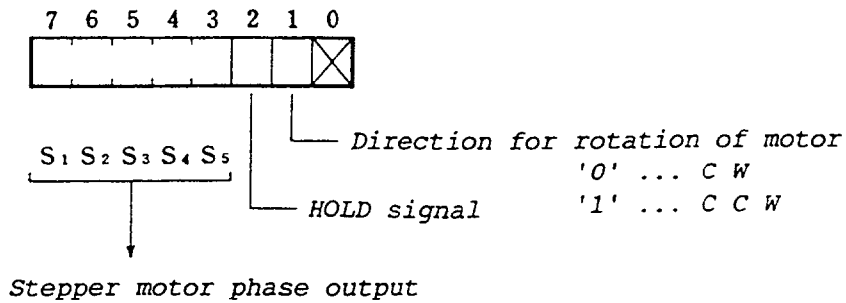 7 6 5 4 3 2 1 0
Direction for rotation of motor
S1 S2 S3 S4 S5
'0' ... C W
HOLD signal '1' ... C C W
Stepper motor phase output